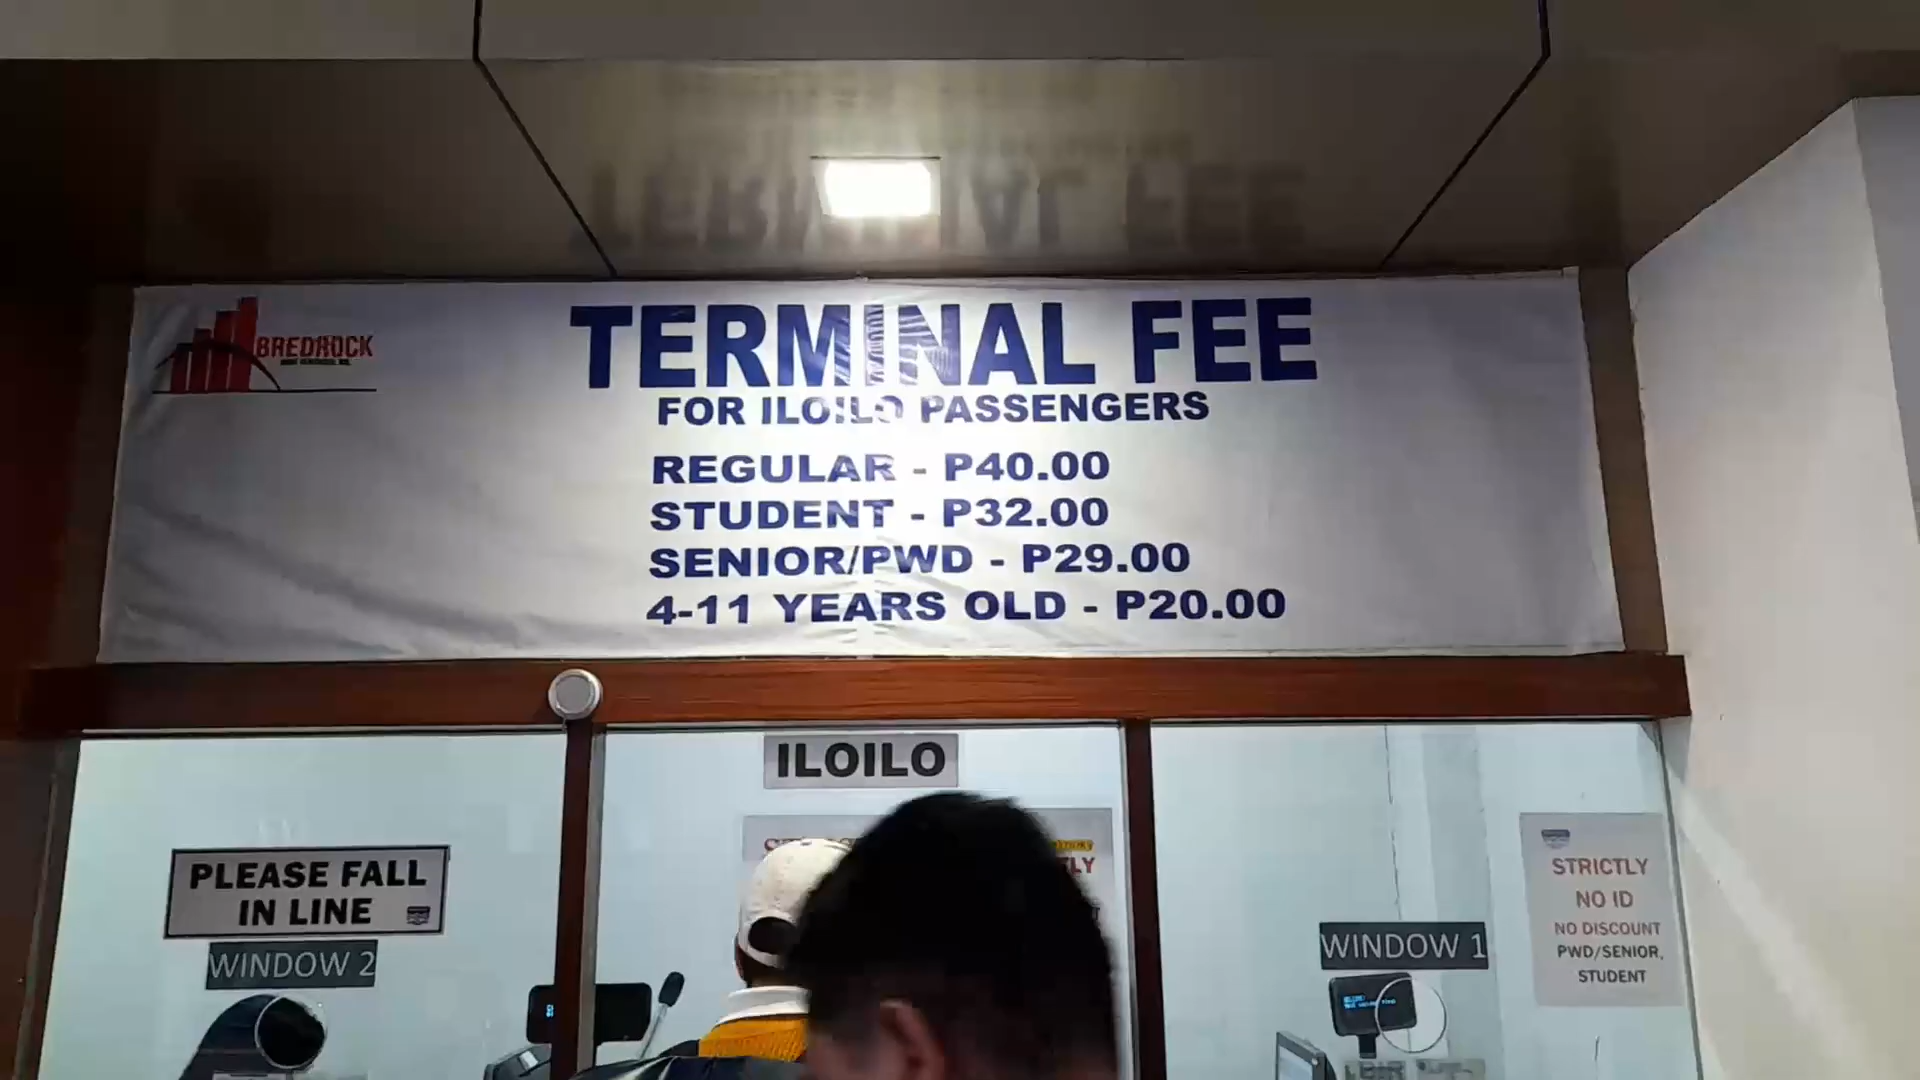 BREDROCK
TERMINAL FEE
FOR ILOILO PASSENGERS
REGULAR - P40.00
STUDENT - P32.00
SENIOR/PWD - P29.00
4-11 YEARS OLD - P20.00
ILOILO
PLEASE FALL
IN LINE
WINDOW 2
WINDOW 1
STRICTLY
NO ID
NO DISCOUNT
PWD/SENIOR,
STUDENT